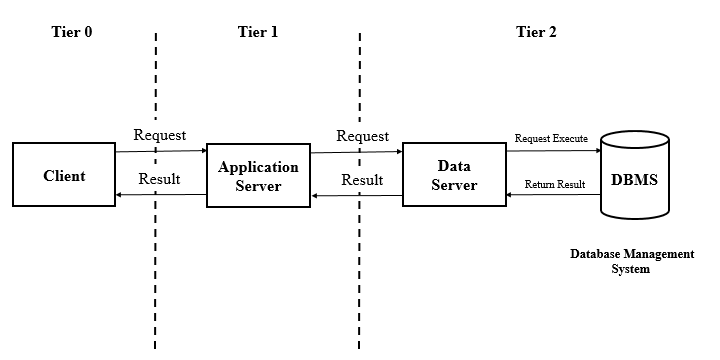 Tier 0
Tier 1
Tier 2
Request
Request
Request Execute
Client
Application
Server
Data
Server
DBMS
Result
Result
Return Result
Database Management
System